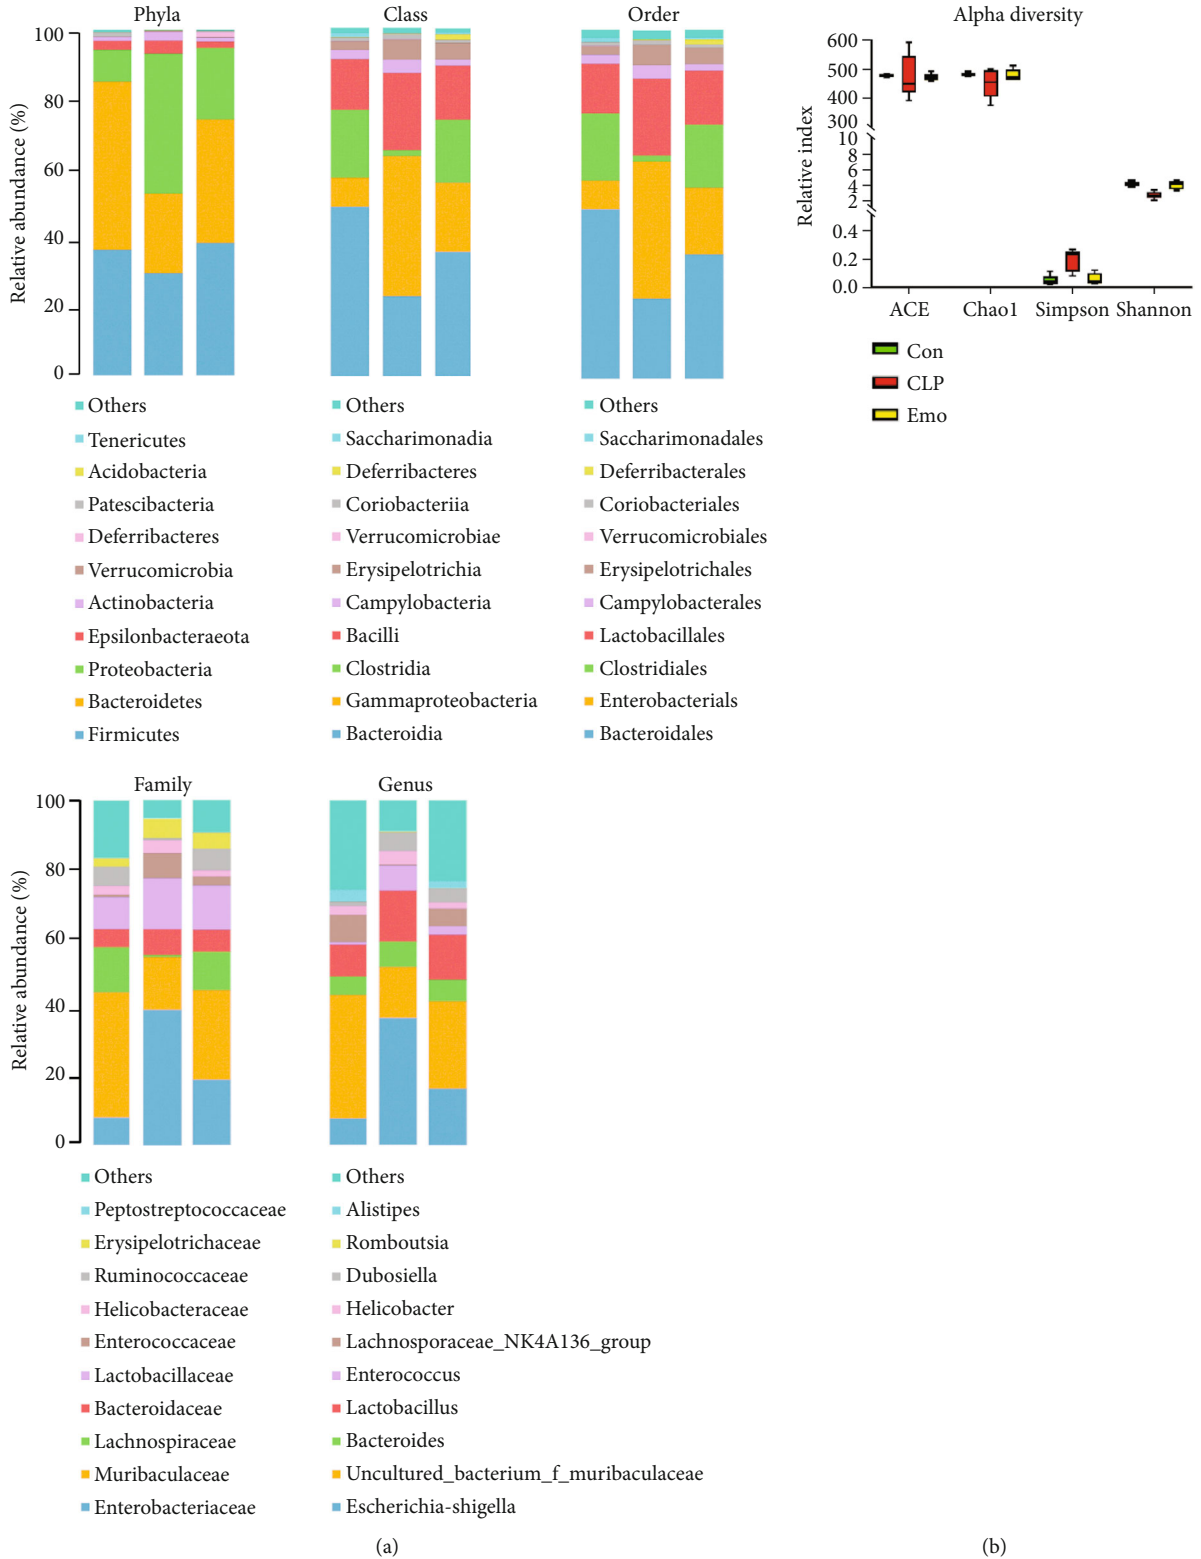 Phyla
Class
Order
Alpha diversity
Relative abundance (%)
100
80
60
40
20
0
Others
Tenericutes
Acidobacteria
Patescibacteria
Deferribacteres
Verrucomicrobia
Actinobacteria
Epsilonbacteraeota
Proteobacteria
Bacteroidetes
Firmicutes
Others
Saccharimonadia
Deferribacteres
Coriobacteriia
Verrucomicrobiae
Erysipelotrichia
Campylobacteria
Bacilli
Clostridia
Gammaproteobacteria
Bacteroidia
Others
Saccharimonadales
Deferribacterales
Coriobacteriales
Verrucomicrobiales
Erysipelotrichales
Campylobacterales
Lactobacillales
Clostridiales
Enterobacterials
Bacteroidales
Relative index
600
500
400
300
10
8
6
4
2
0.4
0.2
0.0
ACE Chao1 Simpson Shannon
Con
CLP
Emo
Family
Genus
Relative abundance (%)
100
80
60
40
20
0
Others
Peptostreptococcaceae
Erysipelotrichaceae
Ruminococcaceae
Helicobacteraceae
Enterococcaceae
Lactobacillaceae
Bacteroidaceae
Lachnospiraceae
Muribaculaceae
Enterobacteriaceae
Others
Alistipes
Romboutsia
Dubosiella
Helicobacter
Lachnosporaceae_NK4A136_group
Enterococcus
Lactobacillus
Bacteroides
Uncultured_bacterium_f_muribaculaceae
Escherichia-shigella
(a)
(b)